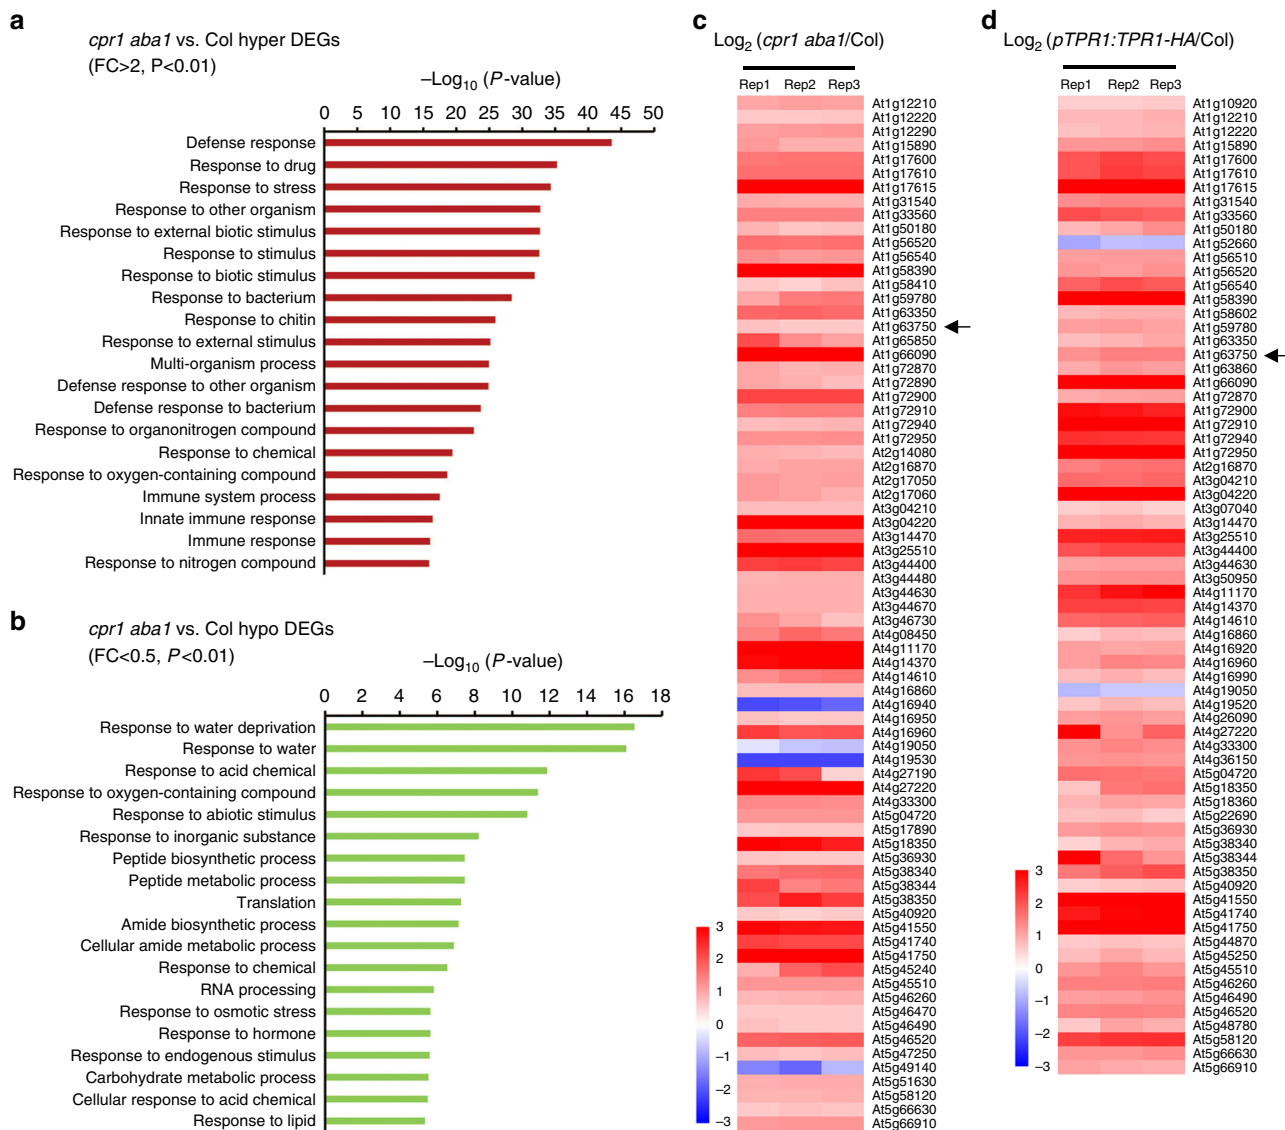 a
cpr1 aba1 vs. Col hyper DEGs
(FC>2, P<0.01)
–Log10 (P-value)
0 5 10 15 20 25 30 35 40 45 50
Defense response
Response to drug
Response to stress
Response to other organism
Response to external biotic stimulus
Response to stimulus
Response to biotic stimulus
Response to bacterium
Response to chitin
Response to external stimulus
Multi-organism process
Defense response to other organism
Defense response to bacterium
Response to organonitrogen compound
Response to chemical
Response to oxygen-containing compound
Immune system process
Innate immune response
Immune response
Response to nitrogen compound
b
cpr1 aba1 vs. Col hypo DEGs
(FC<0.5, P<0.01)
–Log10 (P-value)
0 2 4 6 8 10 12 14 16 18
Response to water deprivation
Response to water
Response to acid chemical
Response to oxygen-containing compound
Response to abiotic stimulus
Response to inorganic substance
Peptide biosynthetic process
Peptide metabolic process
Translation
Amide biosynthetic process
Cellular amide metabolic process
Response to chemical
RNA processing
Response to osmotic stress
Response to hormone
Response to endogenous stimulus
Carbohydrate metabolic process
Cellular response to acid chemical
Response to lipid
c
Log2 (cpr1 aba1/Col)
Rep1 Rep2 Rep3
At1g12210
At1g12220
At1g12290
At1g15890
At1g17600
At1g17610
At1g17615
At1g31540
At1g33560
At1g50180
At1g56520
At1g56540
At1g58390
At1g58410
At1g59780
At1g63350
At1g63750
At1g65850
At1g66090
At1g72870
At1g72890
At1g72900
At1g72910
At1g72940
At1g72950
At2g14080
At2g16870
At2g17050
At2g17060
At3g04210
At3g04220
At3g14470
At3g25510
At3g44400
At3g44480
At3g44630
At3g44670
At3g46730
At4g08450
At4g11170
At4g14370
At4g14610
At4g16860
At4g16940
At4g16950
At4g16960
At4g19050
At4g19530
At4g27190
At4g27220
At4g33300
At5g04720
At5g17890
At5g18350
At5g36930
At5g38340
At5g38344
At5g38350
At5g40920
At5g41550
At5g41740
At5g41750
At5g45240
At5g45510
At5g46260
At5g46470
At5g46490
At5g46520
At5g47250
At5g49140
At5g51630
At5g58120
At5g66630
At5g66910
3
2
1
0
–1
–2
–3
d
Log2 (pTPR1:TPR1-HA/Col)
Rep1 Rep2 Rep3
At1g10920
At1g12210
At1g12220
At1g15890
At1g17600
At1g17610
At1g17615
At1g31540
At1g33560
At1g50180
At1g52660
At1g56510
At1g56520
At1g56540
At1g58390
At1g58602
At1g59780
At1g63350
At1g63750
At1g63860
At1g66090
At1g72870
At1g72900
At1g72910
At1g72940
At1g72950
At2g16870
At3g04210
At3g04220
At3g07040
At3g14470
At3g25510
At3g44400
At3g44630
At3g50950
At4g11170
At4g14370
At4g14610
At4g16860
At4g16920
At4g16960
At4g16990
At4g19050
At4g19520
At4g26090
At4g27220
At4g33300
At4g36150
At5g04720
At5g18350
At5g18360
At5g22690
At5g36930
At5g38340
At5g38344
At5g38350
At5g40920
At5g41550
At5g41740
At5g41750
At5g44870
At5g45250
At5g45510
At5g46260
At5g46490
At5g46520
At5g48780
At5g58120
At5g66630
At5g66910
3
2
1
0
–1
–2
–3